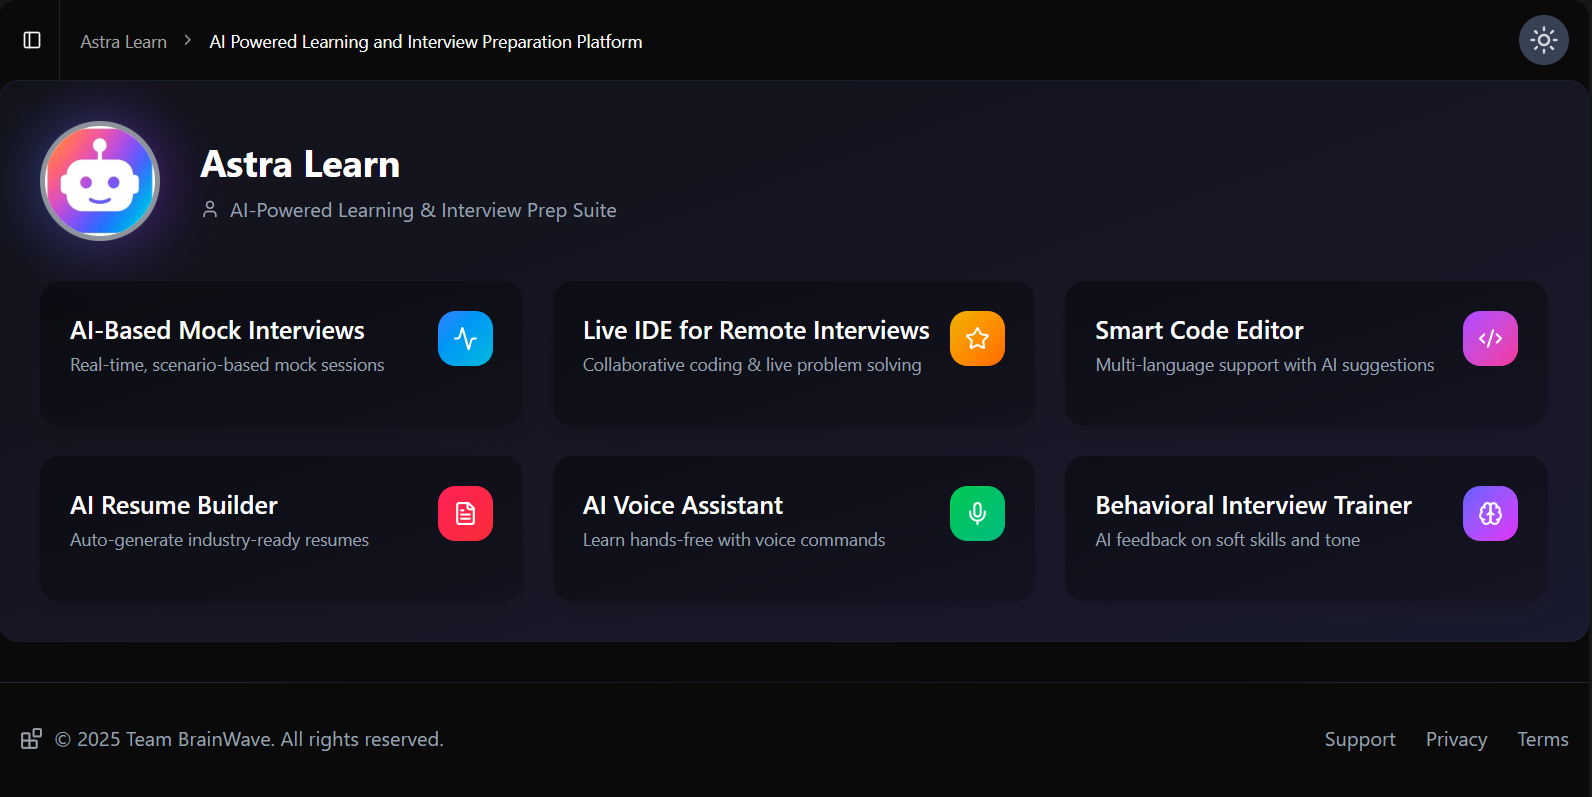 Astra Learn > AI Powered Learning and Interview Preparation Platform
Astra Learn
AI-Powered Learning & Interview Prep Suite
AI-Based Mock Interviews
Real-time, scenario-based mock sessions
Live IDE for Remote Interviews
Collaborative coding & live problem solving
Smart Code Editor
Multi-language support with AI suggestions
AI Resume Builder
Auto-generate industry-ready resumes
AI Voice Assistant
Learn hands-free with voice commands
Behavioral Interview Trainer
AI feedback on soft skills and tone
© 2025 Team BrainWave. All rights reserved.
Support Privacy Terms